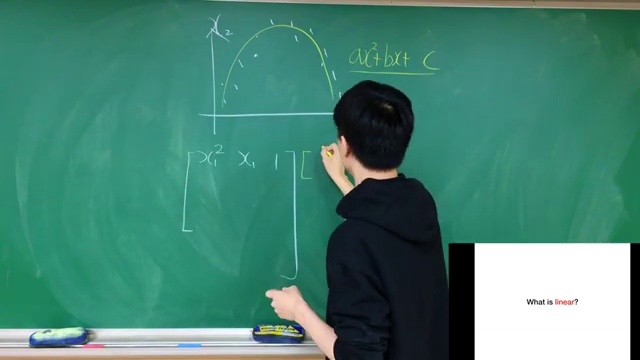 x₂
ax²+bx+ c
[x₁² x₁ 1] [
What is linear?